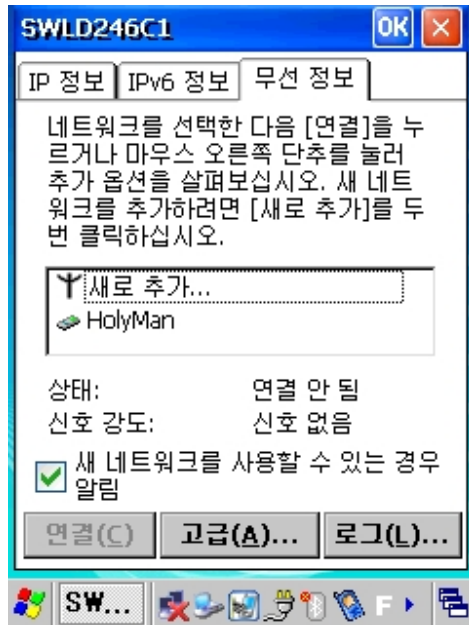 SWLD246C1 OK
IP 정보 IPv6 정보 무선 정보
네트워크를 선택한 다음 [연결]을 누
르거나 마우스 오른쪽 단추를 눌러
추가 옵션을 살펴보십시오. 새 네트
워크를 추가하려면 [새로 추가]를 두
번 클릭하십시오.
새로 추가...
HolyMan
상태: 연결 안 됨
신호 강도: 신호 없음
새 네트워크를 사용할 수 있는 경우
알림
연결(C) 고급(A)... 로그(L)...
SW... F